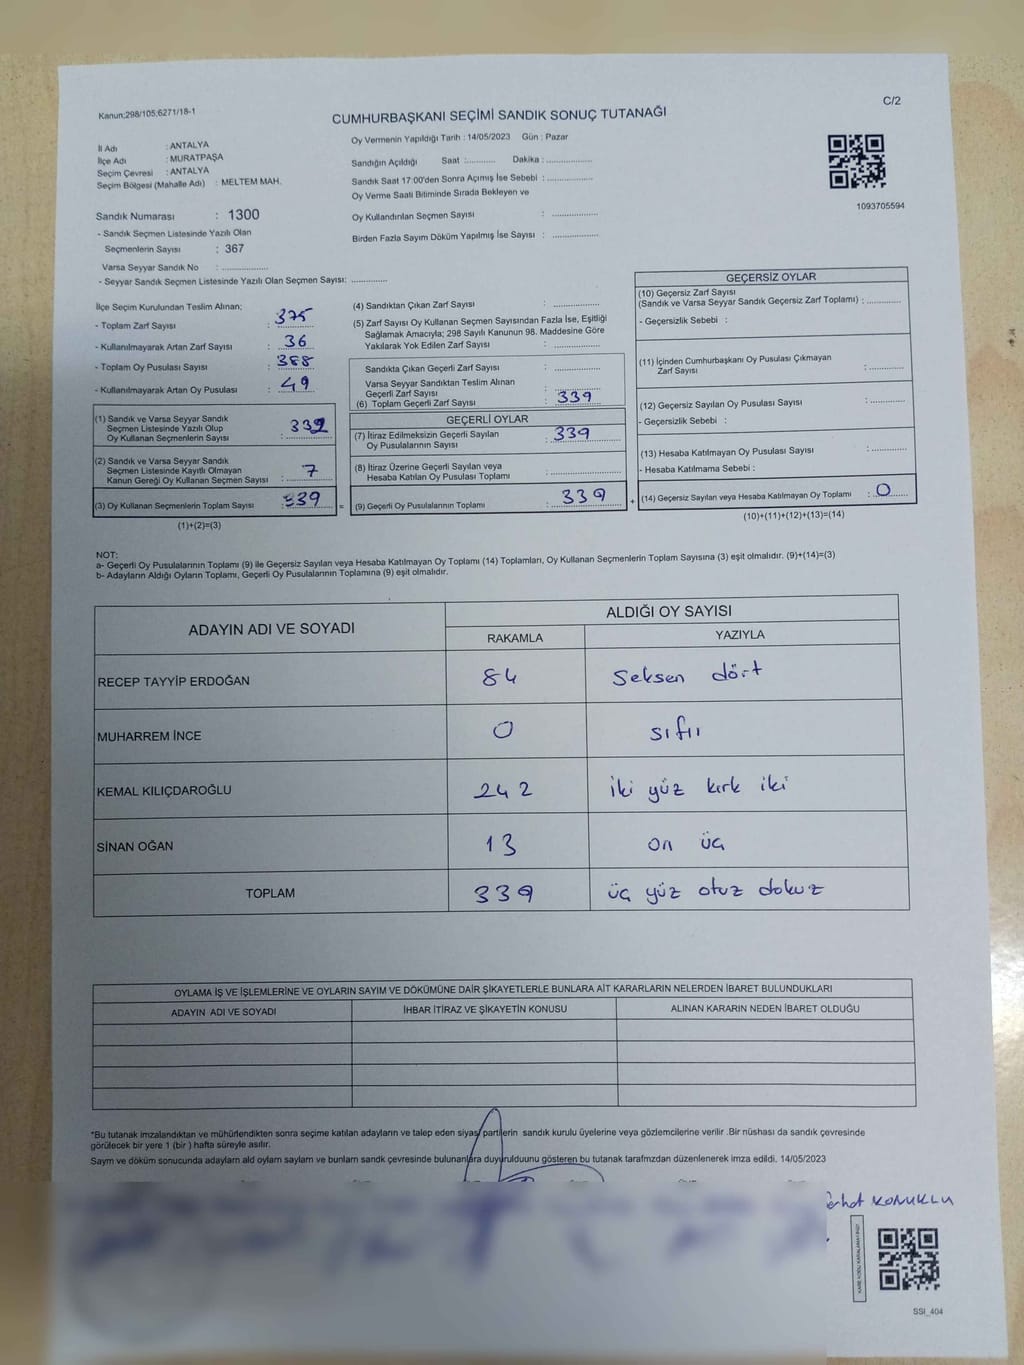 Kanun;298/105;6271/18-1
C/2
CUMHURBAŞKANI SEÇİMİ SANDIK SONUÇ TUTANAĞI
İl Adı : ANTALYA
İlçe Adı : MURATPAŞA
Seçim Çevresi : ANTALYA
Seçim Bölgesi (Mahalle Adı) : MELTEM MAH.
Sandık Numarası : 1300
- Sandık Seçmen Listesinde Yazılı Olan
Seçmenlerin Sayısı : 367
Varsa Seyyar Sandık No : ...............
- Seyyar Sandık Seçmen Listesinde Yazılı Olan Seçmen Sayısı: ............
Oy Vermenin Yapıldığı Tarih : 14/05/2023 Gün : Pazar
Sandığın Açıldığı Saat :.......... Dakika :...............
Sandık Saat 17:00'den Sonra Açımış İse Sebebi : ...............
Oy Verme Saati Bitiminde Sırada Bekleyen ve
Oy Kullandırılan Seçmen Sayısı : ...............
Birden Fazla Sayım Döküm Yapılmış İse Sayısı : ...............
1093705594
İlçe Seçim Kurulundan Teslim Alınan;
- Toplam Zarf Sayısı : 375
- Kullanılmayarak Artan Zarf Sayısı : 36
- Toplam Oy Pusulası Sayısı : 388
- Kullanılmayarak Artan Oy Pusulası : 49
(1) Sandık ve Varsa Seyyar Sandık
Seçmen Listesinde Yazılı Olup
Oy Kullanan Seçmenlerin Sayısı : 332
(2) Sandık ve Varsa Seyyar Sandık
Seçmen Listesinde Kayıtlı Olmayan
Kanun Gereği Oy Kullanan Seçmen Sayısı : 7
(3) Oy Kullanan Seçmenlerin Toplam Sayısı : 339
(1)+(2)=(3)
=
(4) Sandıktan Çıkan Zarf Sayısı : ...............
(5) Zarf Sayısı Oy Kullanan Seçmen Sayısından Fazla İse, Eşitliği
Sağlamak Amacıyla; 298 Sayılı Kanunun 98. Maddesine Göre
Yakılarak Yok Edilen Zarf Sayısı : ...............
Sandıkta Çıkan Geçerli Zarf Sayısı : ...............
Varsa Seyyar Sandıktan Teslim Alınan
Geçerli Zarf Sayısı : ...............
(6) Toplam Geçerli Zarf Sayısı : 339
GEÇERLİ OYLAR
(7) İtiraz Edilmeksizin Geçerli Sayılan
Oy Pusulalarının Sayısı : 339
(8) İtiraz Üzerine Geçerli Sayılan veya
Hesaba Katılan Oy Pusulası Toplamı : ...............
(9) Geçerli Oy Pusulalarının Toplamı : 339
+
GEÇERSİZ OYLAR
(10) Geçersiz Zarf Sayısı
(Sandık ve Varsa Seyyar Sandık Geçersiz Zarf Toplamı) : ............
- Geçersizlik Sebebi :
(11) İçinden Cumhurbaşkanı Oy Pusulası Çıkmayan
Zarf Sayısı : ............
(12) Geçersiz Sayılan Oy Pusulası Sayısı : ............
- Geçersizlik Sebebi :
(13) Hesaba Katılmayan Oy Pusulası Sayısı : ............
- Hesaba Katılmama Sebebi :
(14) Geçersiz Sayılan veya Hesaba Katılmayan Oy Toplamı : 0
(10)+(11)+(12)+(13)=(14)
NOT:
a- Geçerli Oy Pusulalarının Toplamı (9) ile Geçersiz Sayılan veya Hesaba Katılmayan Oy Toplamı (14) Toplamları, Oy Kullanan Seçmenlerin Toplam Sayısına (3) eşit olmalıdır. (9)+(14)=(3)
b- Adayların Aldığı Oyların Toplamı, Geçerli Oy Pusulalarının Toplamına (9) eşit olmalıdır.
ADAYIN ADI VE SOYADI
ALDIĞI OY SAYISI
RAKAMLA YAZIYLA
RECEP TAYYİP ERDOĞAN 84 Seksen dört
MUHARREM İNCE 0 sıfır
KEMAL KILIÇDAROĞLU 242 iki yüz kırk iki
SİNAN OĞAN 13 on üç
TOPLAM 339 üç yüz otuz dokuz
OYLAMA İŞ VE İŞLEMLERİNE VE OYLARIN SAYIM VE DÖKÜMÜNE DAİR ŞİKAYETLERLE BUNLARA AİT KARARLARIN NELERDEN İBARET BULUNDUKLARI
ADAYIN ADI VE SOYADI İHBAR İTİRAZ VE ŞİKAYETİN KONUSU ALINAN KARARIN NEDEN İBARET OLDUĞU
*Bu tutanak imzalandıktan ve mühürlendikten sonra seçime katılan adayların ve talep eden siyasi partilerin sandık kurulu üyelerine veya gözlemcilerine verilir .Bir nüshası da sandık çevresinde
görülecek bir yere 1 (bir ) hafta süreyle asılır.
Sayım ve döküm sonucunda adayların ald oyların sayların ve bunların sandk çevresinde bulunanlara duyurulduunu gösteren bu tutanak tarafmzdan düzenlenerek imza edildi. 14/05/2023
KONUKLU
SSI_404